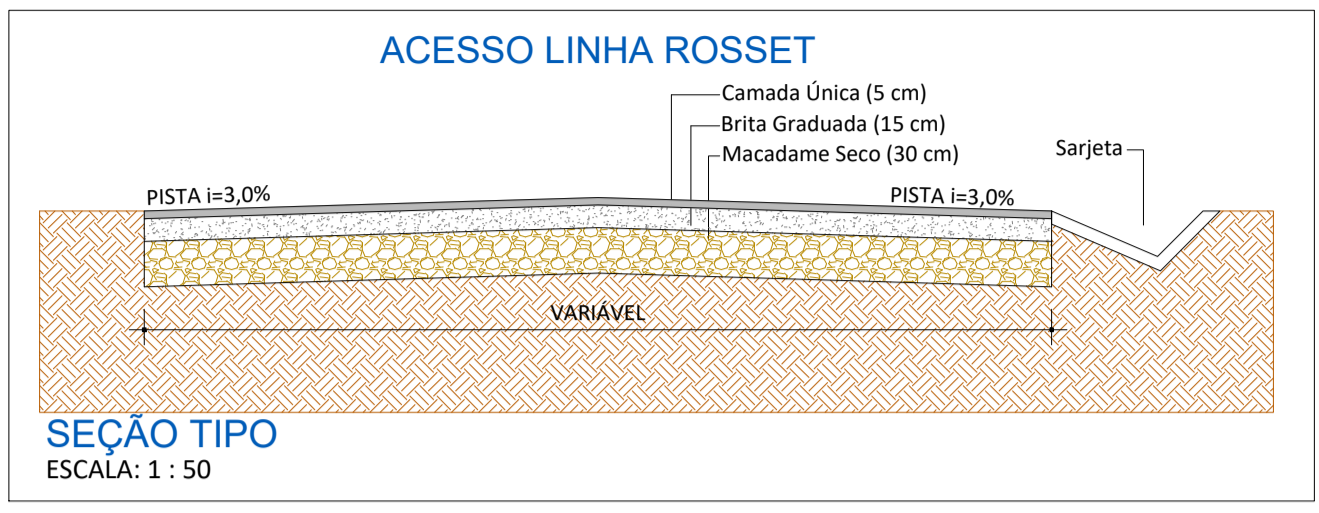 ACESSO LINHA ROSSET
Camada Única (5 cm)
Brita Graduada (15 cm)
Macadame Seco (30 cm)
Sarjeta
PISTA i=3,0%
PISTA i=3,0%
VARIÁVEL
SEÇÃO TIPO
ESCALA: 1 : 50